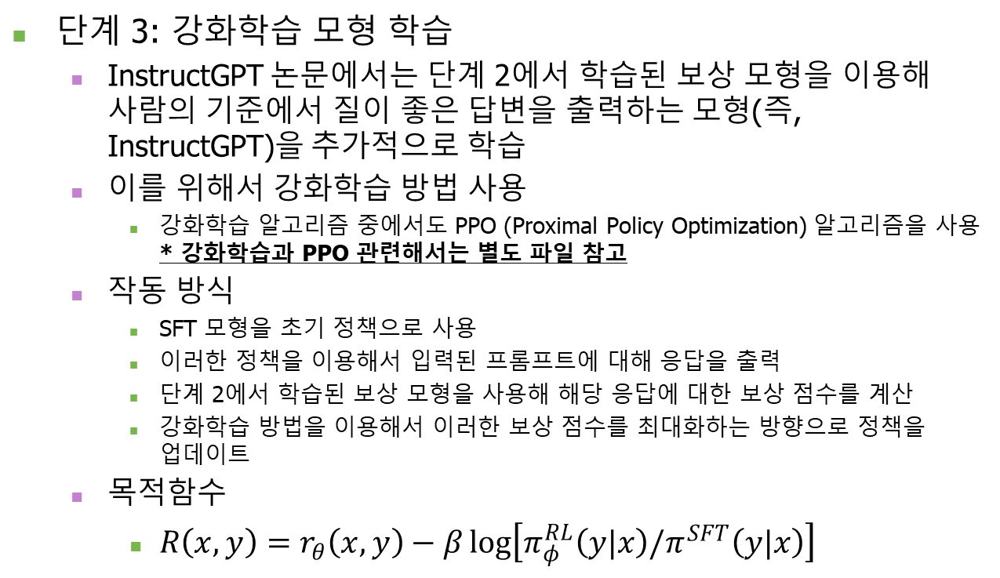 단계 3: 강화학습 모형 학습
InstructGPT 논문에서는 단계 2에서 학습된 보상 모형을 이용해
사람의 기준에서 질이 좋은 답변을 출력하는 모형(즉,
InstructGPT)을 추가적으로 학습
이를 위해서 강화학습 방법 사용
강화학습 알고리즘 중에서도 PPO (Proximal Policy Optimization) 알고리즘을 사용
* 강화학습과 PPO 관련해서는 별도 파일 참고
작동 방식
SFT 모형을 초기 정책으로 사용
이러한 정책을 이용해서 입력된 프롬프트에 대해 응답을 출력
단계 2에서 학습된 보상 모형을 사용해 해당 응답에 대한 보상 점수를 계산
강화학습 방법을 이용해서 이러한 보상 점수를 최대화하는 방향으로 정책을
업데이트
목적함수
R(x, y) = r_θ(x, y) − β log[π_ϕ^{RL}(y|x)/π^{SFT}(y|x)]